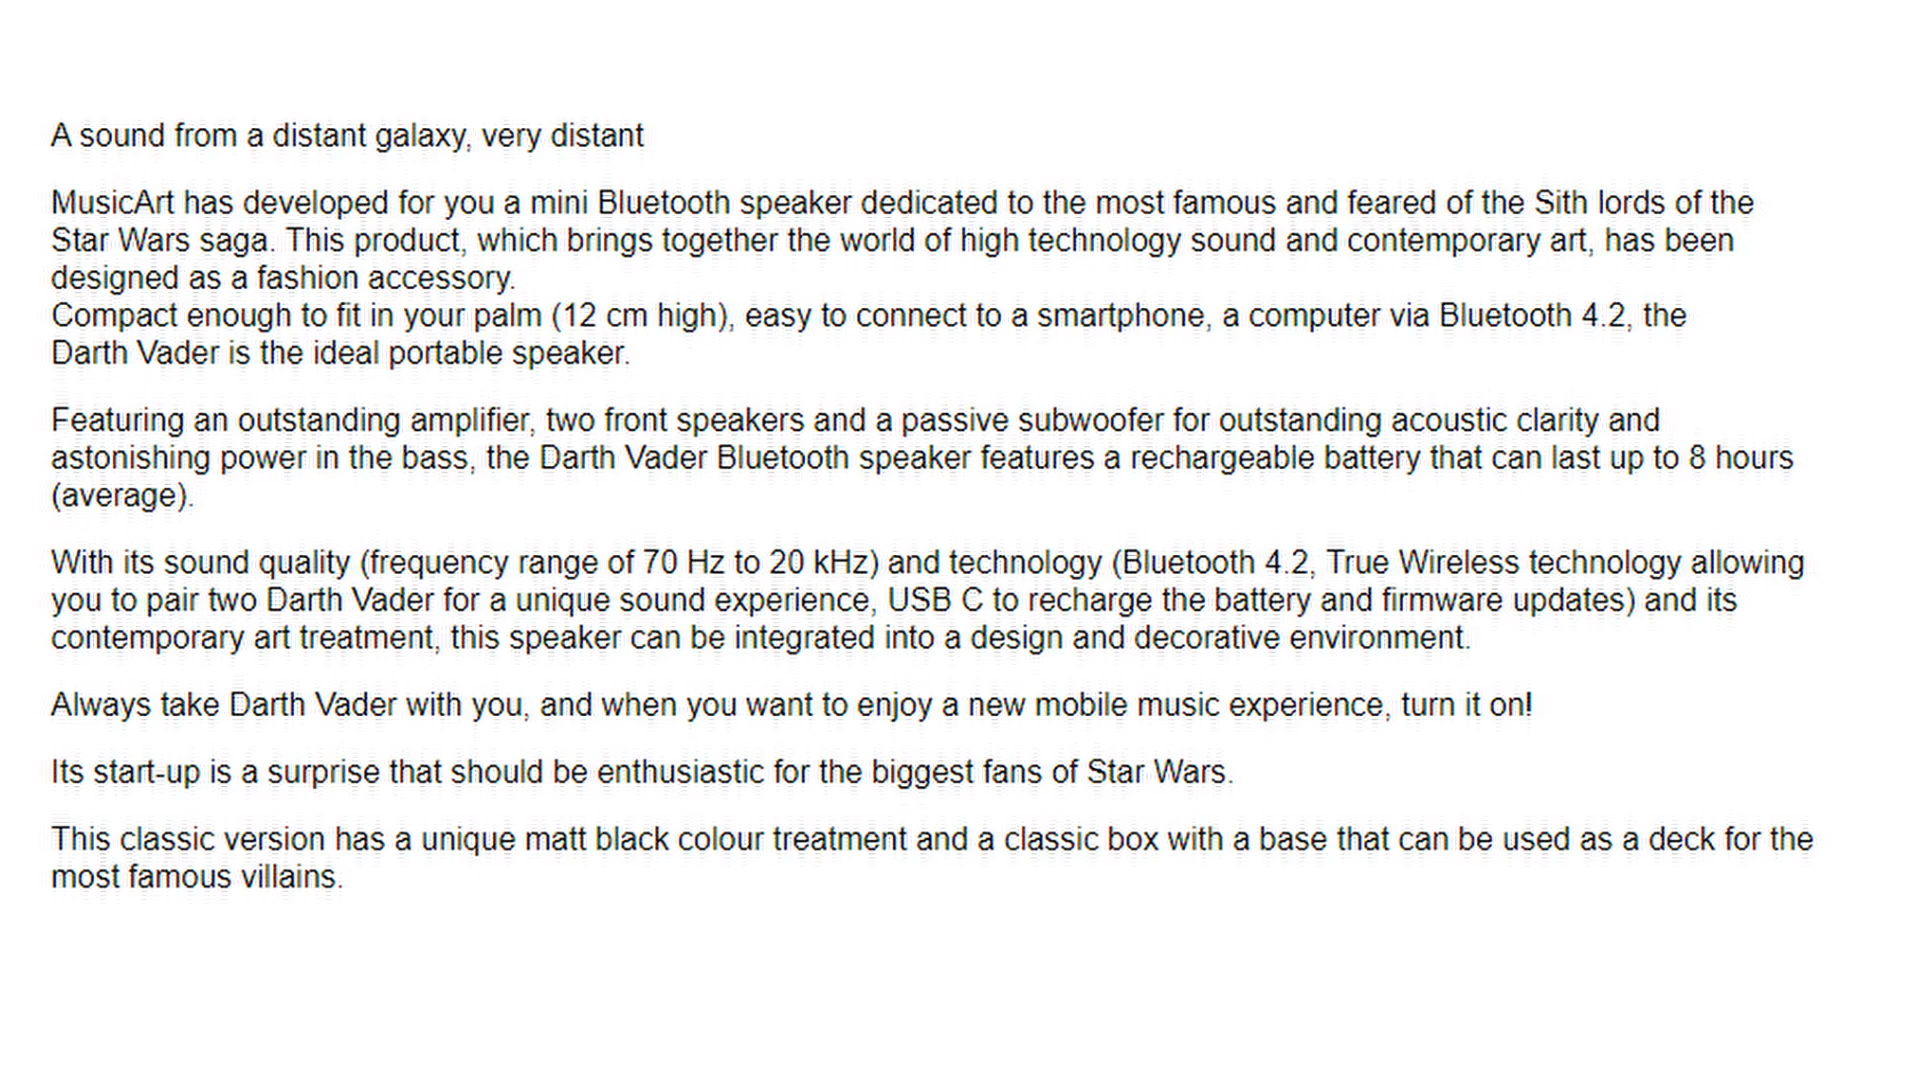 A sound from a distant galaxy, very distant
MusicArt has developed for you a mini Bluetooth speaker dedicated to the most famous and feared of the Sith lords of the
Star Wars saga. This product, which brings together the world of high technology sound and contemporary art, has been
designed as a fashion accessory.
Compact enough to fit in your palm (12 cm high), easy to connect to a smartphone, a computer via Bluetooth 4.2, the
Darth Vader is the ideal portable speaker.
Featuring an outstanding amplifier, two front speakers and a passive subwoofer for outstanding acoustic clarity and
astonishing power in the bass, the Darth Vader Bluetooth speaker features a rechargeable battery that can last up to 8 hours
(average).
With its sound quality (frequency range of 70 Hz to 20 kHz) and technology (Bluetooth 4.2, True Wireless technology allowing
you to pair two Darth Vader for a unique sound experience, USB C to recharge the battery and firmware updates) and its
contemporary art treatment, this speaker can be integrated into a design and decorative environment.
Always take Darth Vader with you, and when you want to enjoy a new mobile music experience, turn it on!
Its start-up is a surprise that should be enthusiastic for the biggest fans of Star Wars.
This classic version has a unique matt black colour treatment and a classic box with a base that can be used as a deck for the
most famous villains.